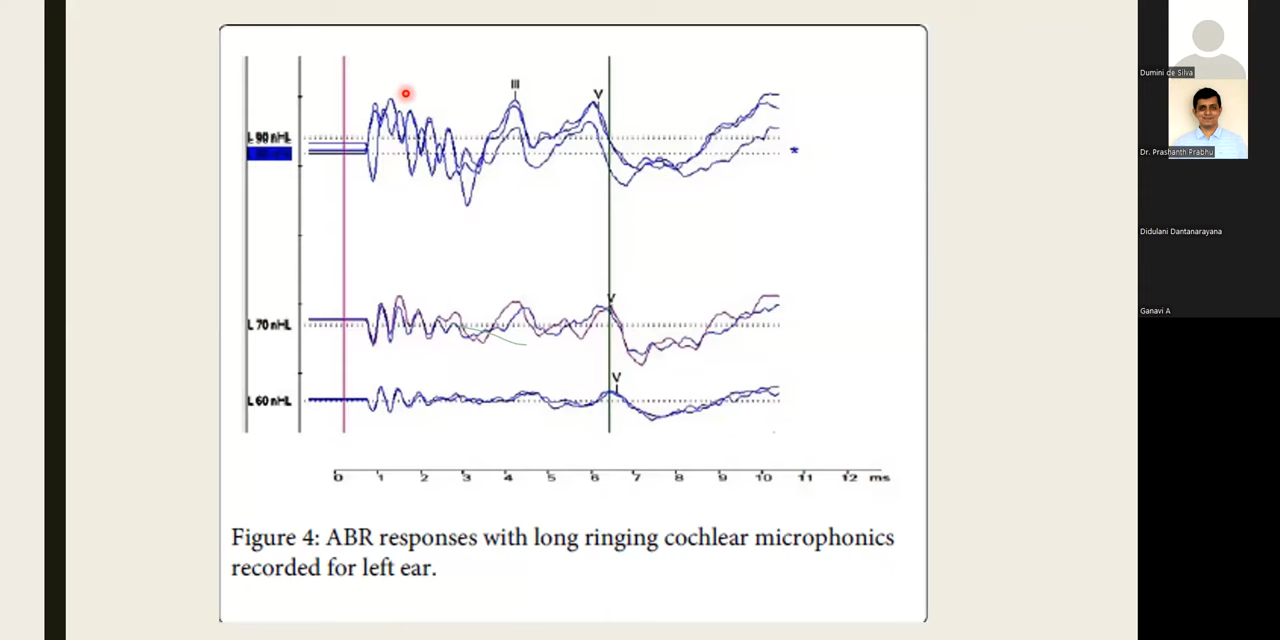 III
V
L 90 nHL
*
V
L 70 nHL
V
L 60 nHL
0 1 2 3 4 5 6 7 8 9 10 11 12 ms
Figure 4: ABR responses with long ringing cochlear microphonics
recorded for left ear.
Dumini de Silva
Dr. Prashanth Prabhu
Didulani Dantanarayana
Ganavi A